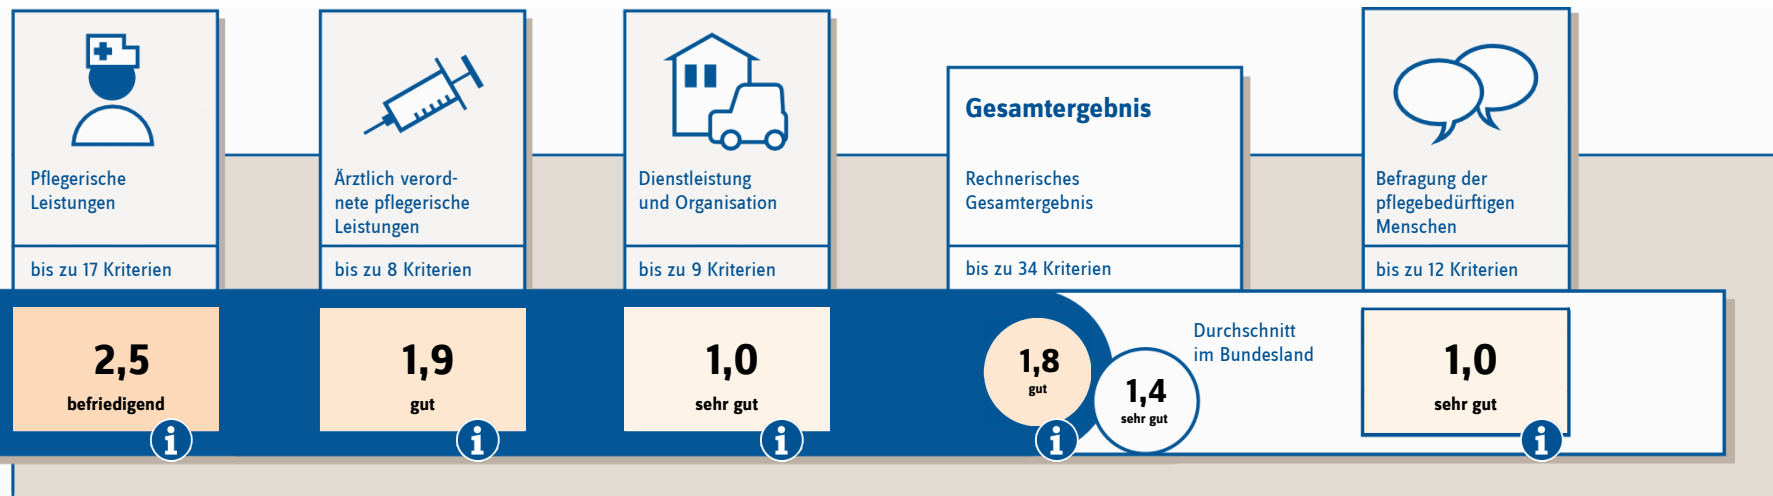 Pflegerische
Leistungen
bis zu 17 Kriterien
2,5
befriedigend
i
Ärztlich verord-
nete pflegerische
Leistungen
bis zu 8 Kriterien
1,9
gut
i
Dienstleistung
und Organisation
bis zu 9 Kriterien
1,0
sehr gut
i
Gesamtergebnis
Rechnerisches
Gesamtergebnis
bis zu 34 Kriterien
1,8
gut
i
1,4
sehr gut
Durchschnitt
im Bundesland
Befragung der
pflegebedürftigen
Menschen
bis zu 12 Kriterien
1,0
sehr gut
i